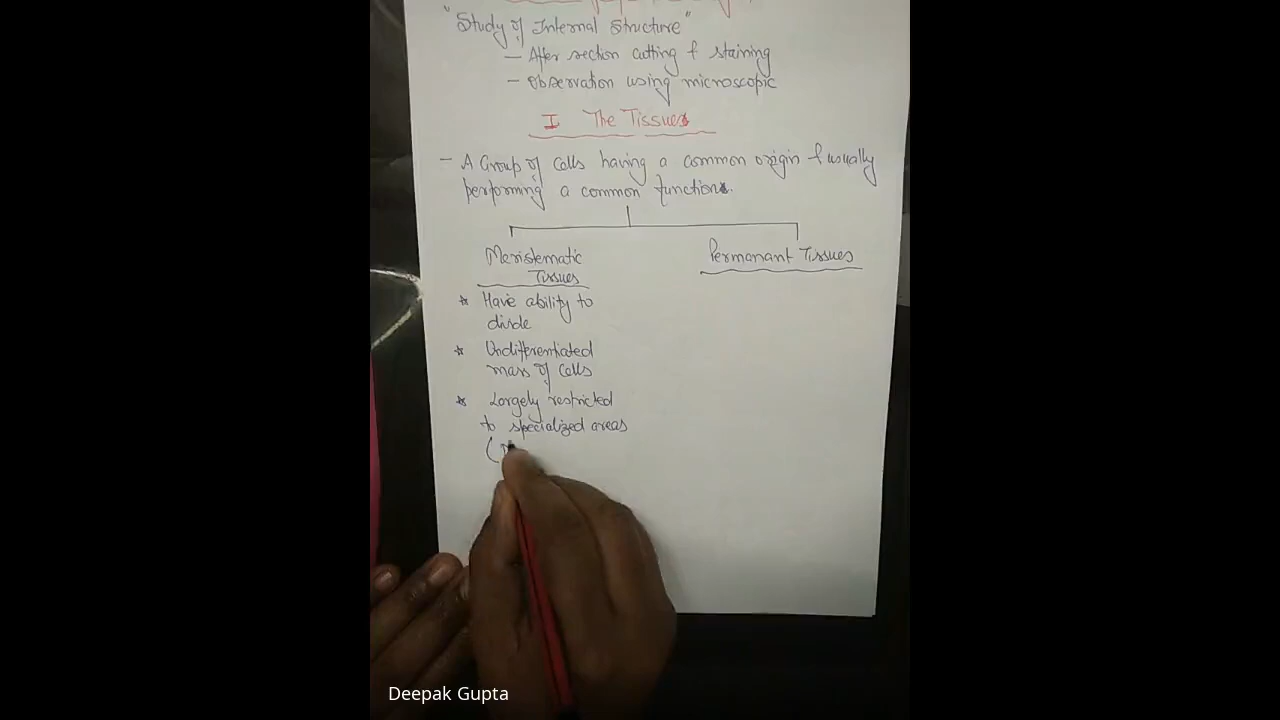 "Study of Internal Structure"
– After section cutting & staining
– Observation using microscopic
I The Tissues
– A Group of cells having a common origin & usually
performing a common function.
Meristematic
Tissues
Permanant Tissues
* Have ability to
divide
* Undifferentiated
mass of cells
* Largely restricted
to specialized areas
(
Deepak Gupta